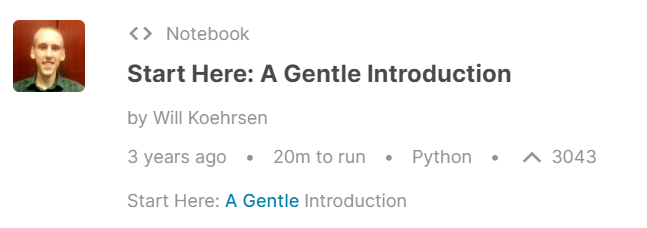 Notebook
Start Here: A Gentle Introduction
by Will Koehrsen
3 years ago • 20m to run • Python • 3043
Start Here: A Gentle Introduction